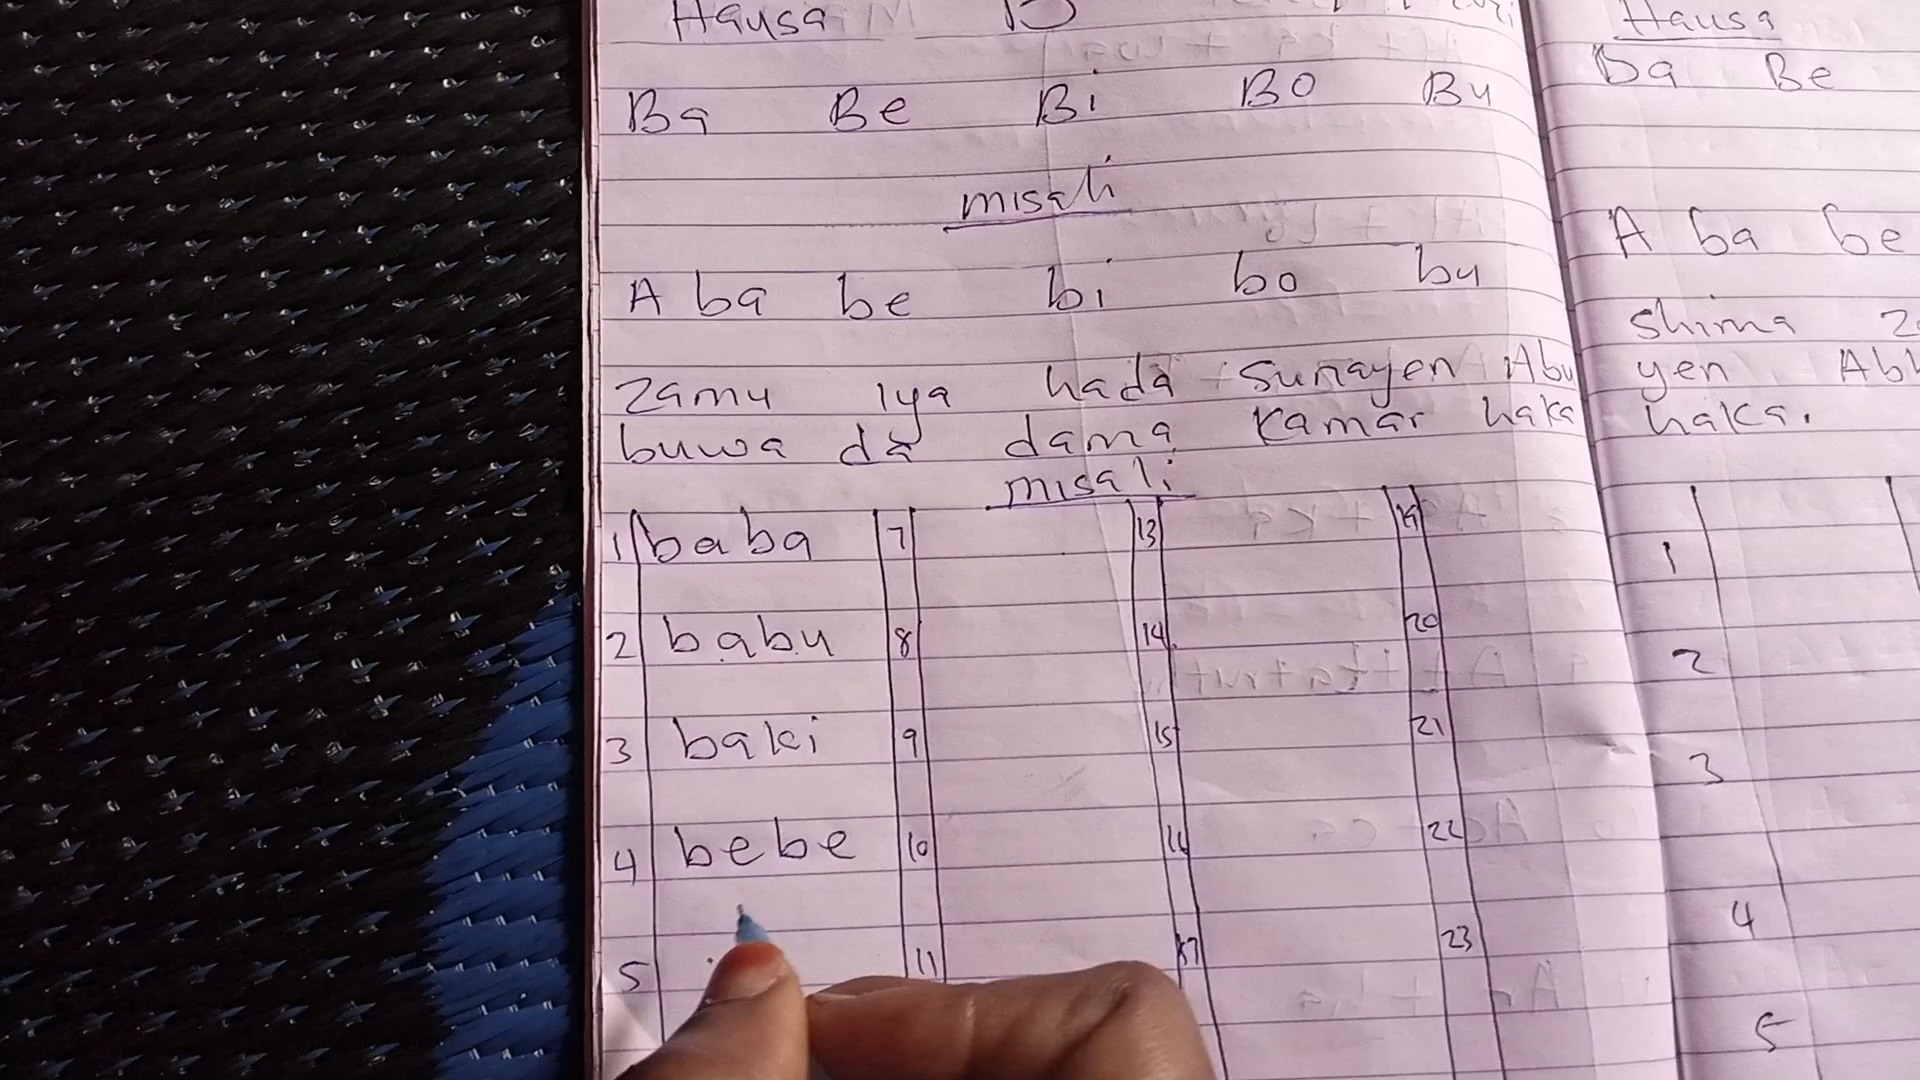 Hausa
Ba Be Bi Bo Bu
misali
A ba be bi bo bu
Zamu iya hada sunayen Abu
buwa da dama kamar haka
misali
1 baba 7 13 19
2 babu 8 14 20
3 baki 9 15 21
4 bebe 10 16 22
5 11 17 23
Hausa
Ba Be
A ba be
Shima
yen
haka.
1
2
3
4
5